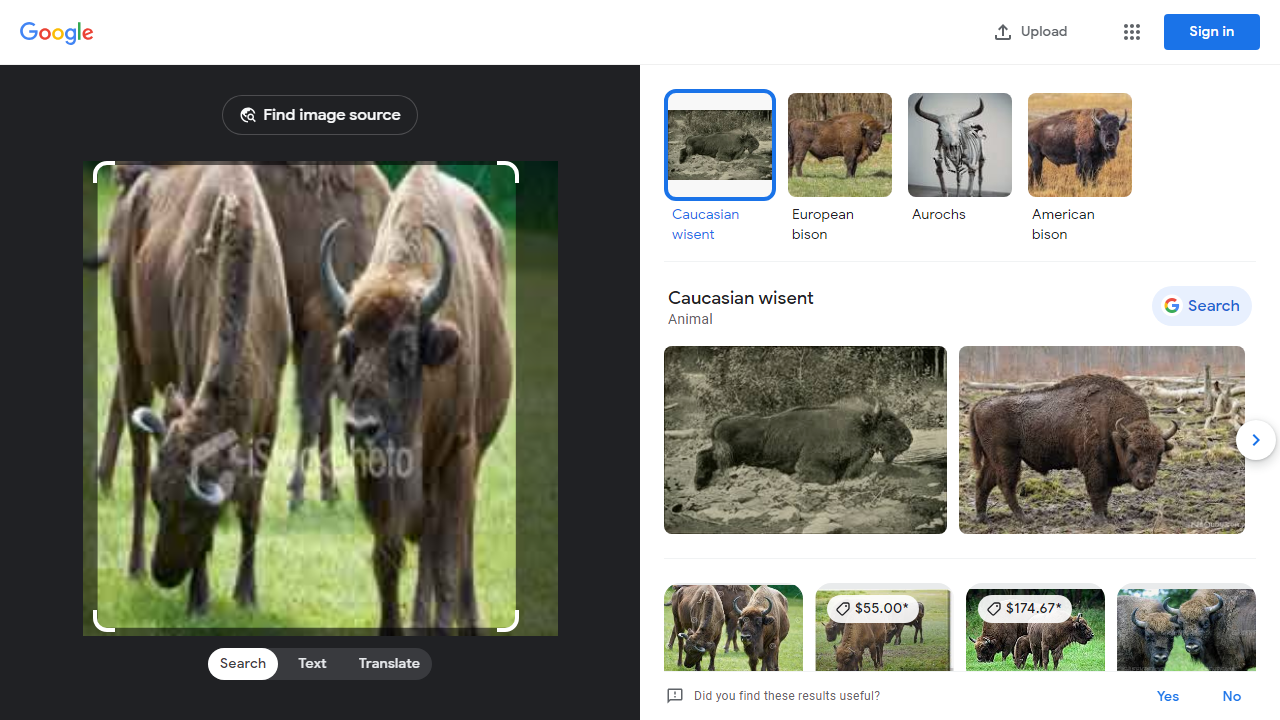 Google
Upload
Sign in
Find image source
iStockphoto
Search
Text
Translate
Caucasian
wisent
European
bison
Aurochs
American
bison
Caucasian wisent
Animal
Search
$55.00*
$174.67*
Did you find these results useful?
Yes
No